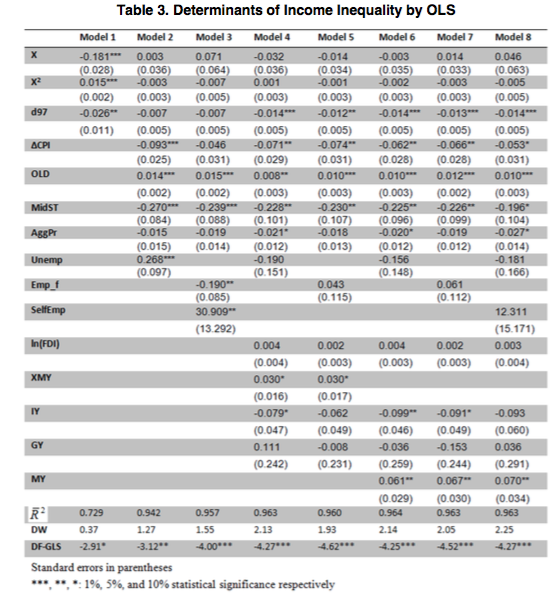 Table 3. Determinants of Income Inequality by OLS
Model 1 Model 2 Model 3 Model 4 Model 5 Model 6 Model 7 Model 8
X -0.181*** 0.003 0.071 -0.032 -0.014 -0.003 0.014 0.046
(0.028) (0.036) (0.064) (0.036) (0.034) (0.035) (0.033) (0.063)
X² 0.015*** -0.003 -0.007 0.001 -0.001 -0.002 -0.003 -0.005
(0.002) (0.003) (0.005) (0.003) (0.003) (0.003) (0.003) (0.005)
d97 -0.026** -0.007 -0.007 -0.014*** -0.012** -0.014*** -0.013*** -0.014***
(0.011) (0.005) (0.005) (0.005) (0.005) (0.005) (0.005) (0.005)
ΔCPI -0.093*** -0.046 -0.071** -0.074** -0.062** -0.066** -0.053*
(0.025) (0.031) (0.029) (0.031) (0.028) (0.028) (0.031)
OLD 0.014*** 0.015*** 0.008** 0.010*** 0.010*** 0.012*** 0.010***
(0.002) (0.002) (0.003) (0.003) (0.003) (0.002) (0.003)
MidST -0.270*** -0.239*** -0.228** -0.230** -0.225** -0.226** -0.196*
(0.084) (0.088) (0.101) (0.107) (0.096) (0.099) (0.104)
AggPr -0.015 -0.019 -0.021* -0.018 -0.020* -0.019 -0.027*
(0.015) (0.014) (0.012) (0.013) (0.012) (0.012) (0.014)
Unemp 0.268*** -0.190 -0.156 -0.181
(0.097) (0.151) (0.148) (0.166)
Emp_f -0.190** 0.043 0.061
(0.085) (0.115) (0.112)
SelfEmp 30.909** 12.311
(13.292) (15.171)
ln(FDI) 0.004 0.002 0.004 0.002 0.003
(0.004) (0.003) (0.003) (0.003) (0.004)
XMY 0.030* 0.030*
(0.016) (0.017)
IY -0.079* -0.062 -0.099** -0.091* -0.093
(0.047) (0.049) (0.046) (0.049) (0.060)
GY 0.111 -0.008 -0.036 -0.153 0.036
(0.242) (0.231) (0.259) (0.244) (0.291)
MY 0.061** 0.067** 0.070**
(0.029) (0.030) (0.034)
R̄² 0.729 0.942 0.957 0.963 0.960 0.964 0.963 0.963
DW 0.37 1.27 1.55 2.13 1.93 2.14 2.05 2.25
DF-GLS -2.91* -3.12** -4.00*** -4.27*** -4.62*** -4.25*** -4.52*** -4.27***
Standard errors in parentheses
***, **, *: 1%, 5%, and 10% statistical significance respectively